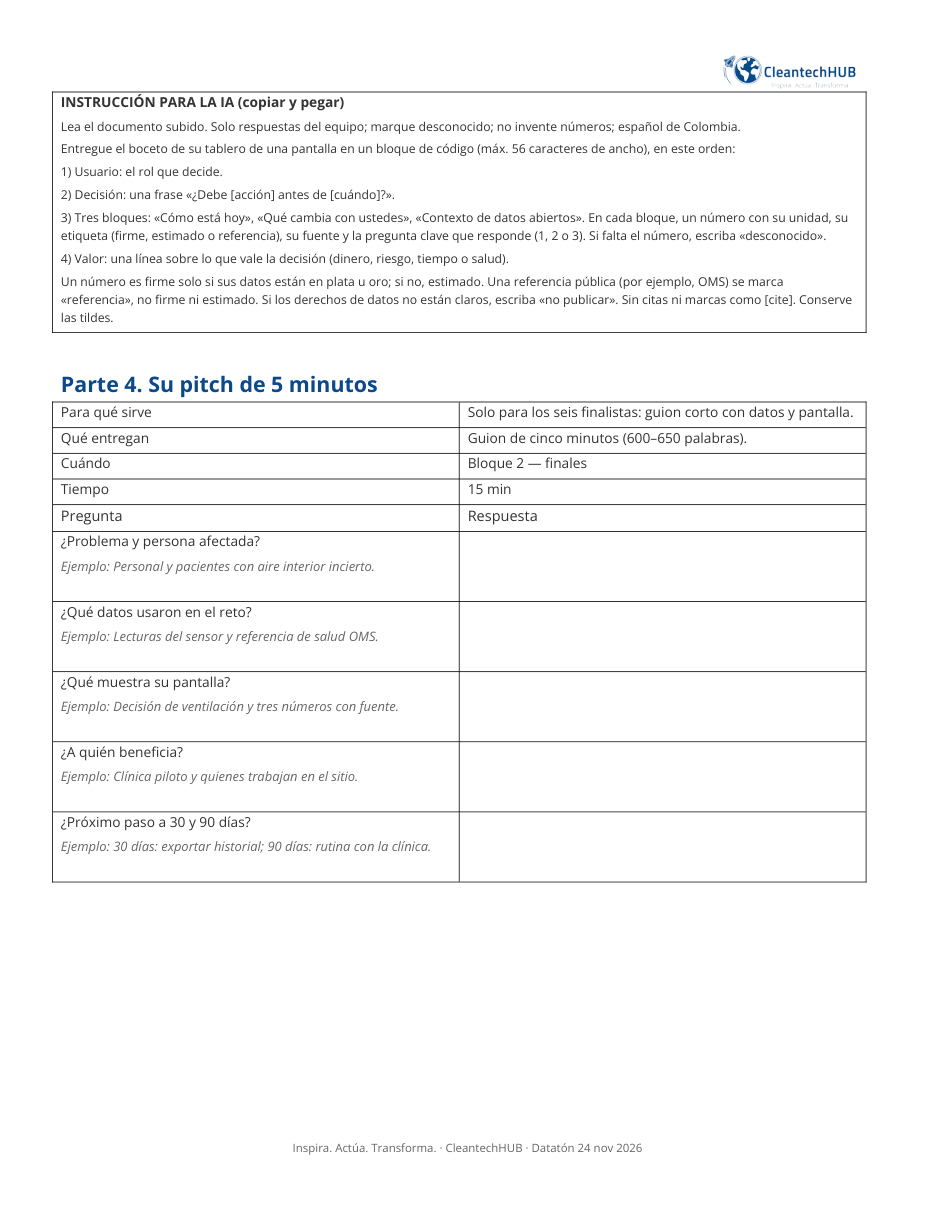 CleantechHUB
Inspira. Actúa. Transforma.
INSTRUCCIÓN PARA LA IA (copiar y pegar)
Lea el documento subido. Solo respuestas del equipo; marque desconocido; no invente números; español de Colombia.
Entregue el boceto de su tablero de una pantalla en un bloque de código (máx. 56 caracteres de ancho), en este orden:
1) Usuario: el rol que decide.
2) Decisión: una frase «¿Debe [acción] antes de [cuándo]?».
3) Tres bloques: «Cómo está hoy», «Qué cambia con ustedes», «Contexto de datos abiertos». En cada bloque, un número con su unidad, su
etiqueta (firme, estimado o referencia), su fuente y la pregunta clave que responde (1, 2 o 3). Si falta el número, escriba «desconocido».
4) Valor: una línea sobre lo que vale la decisión (dinero, riesgo, tiempo o salud).
Un número es firme solo si sus datos están en plata u oro; si no, estimado. Una referencia pública (por ejemplo, OMS) se marca
«referencia», no firme ni estimado. Si los derechos de datos no están claros, escriba «no publicar». Sin citas ni marcas como [cite]. Conserve
las tildes.
Parte 4. Su pitch de 5 minutos
Para qué sirve
Solo para los seis finalistas: guion corto con datos y pantalla.
Qué entregan
Guion de cinco minutos (600–650 palabras).
Cuándo
Bloque 2 — finales
Tiempo
15 min
Pregunta
Respuesta
¿Problema y persona afectada?
Ejemplo: Personal y pacientes con aire interior incierto.
¿Qué datos usaron en el reto?
Ejemplo: Lecturas del sensor y referencia de salud OMS.
¿Qué muestra su pantalla?
Ejemplo: Decisión de ventilación y tres números con fuente.
¿A quién beneficia?
Ejemplo: Clínica piloto y quienes trabajan en el sitio.
¿Próximo paso a 30 y 90 días?
Ejemplo: 30 días: exportar historial; 90 días: rutina con la clínica.
Inspira. Actúa. Transforma. · CleantechHUB · Datatón 24 nov 2026